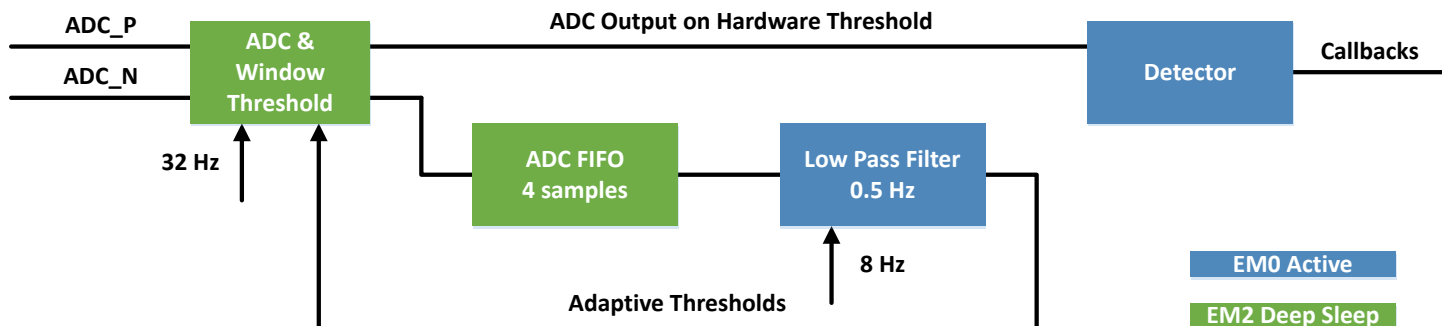 ADC_P
ADC Output on Hardware Threshold
ADC_N
ADC &
Window
Threshold
Detector
Callbacks
32 Hz
ADC FIFO
4 samples
Low Pass Filter
0.5 Hz
8 Hz
Adaptive Thresholds
EM0 Active
EM2 Deep Sleep